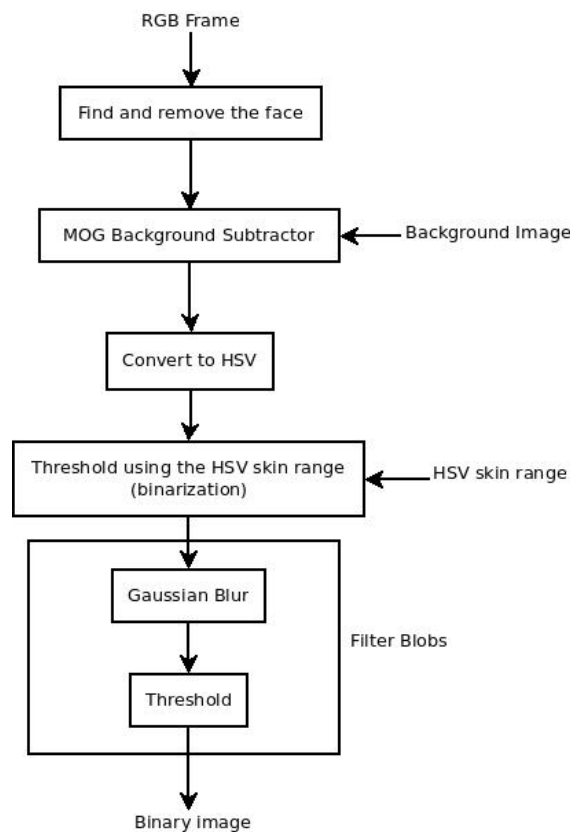 RGB Frame
Find and remove the face
MOG Background Subtractor
Background Image
Convert to HSV
Threshold using the HSV skin range
(binarization)
HSV skin range
Gaussian Blur
Filter Blobs
Threshold
Binary image